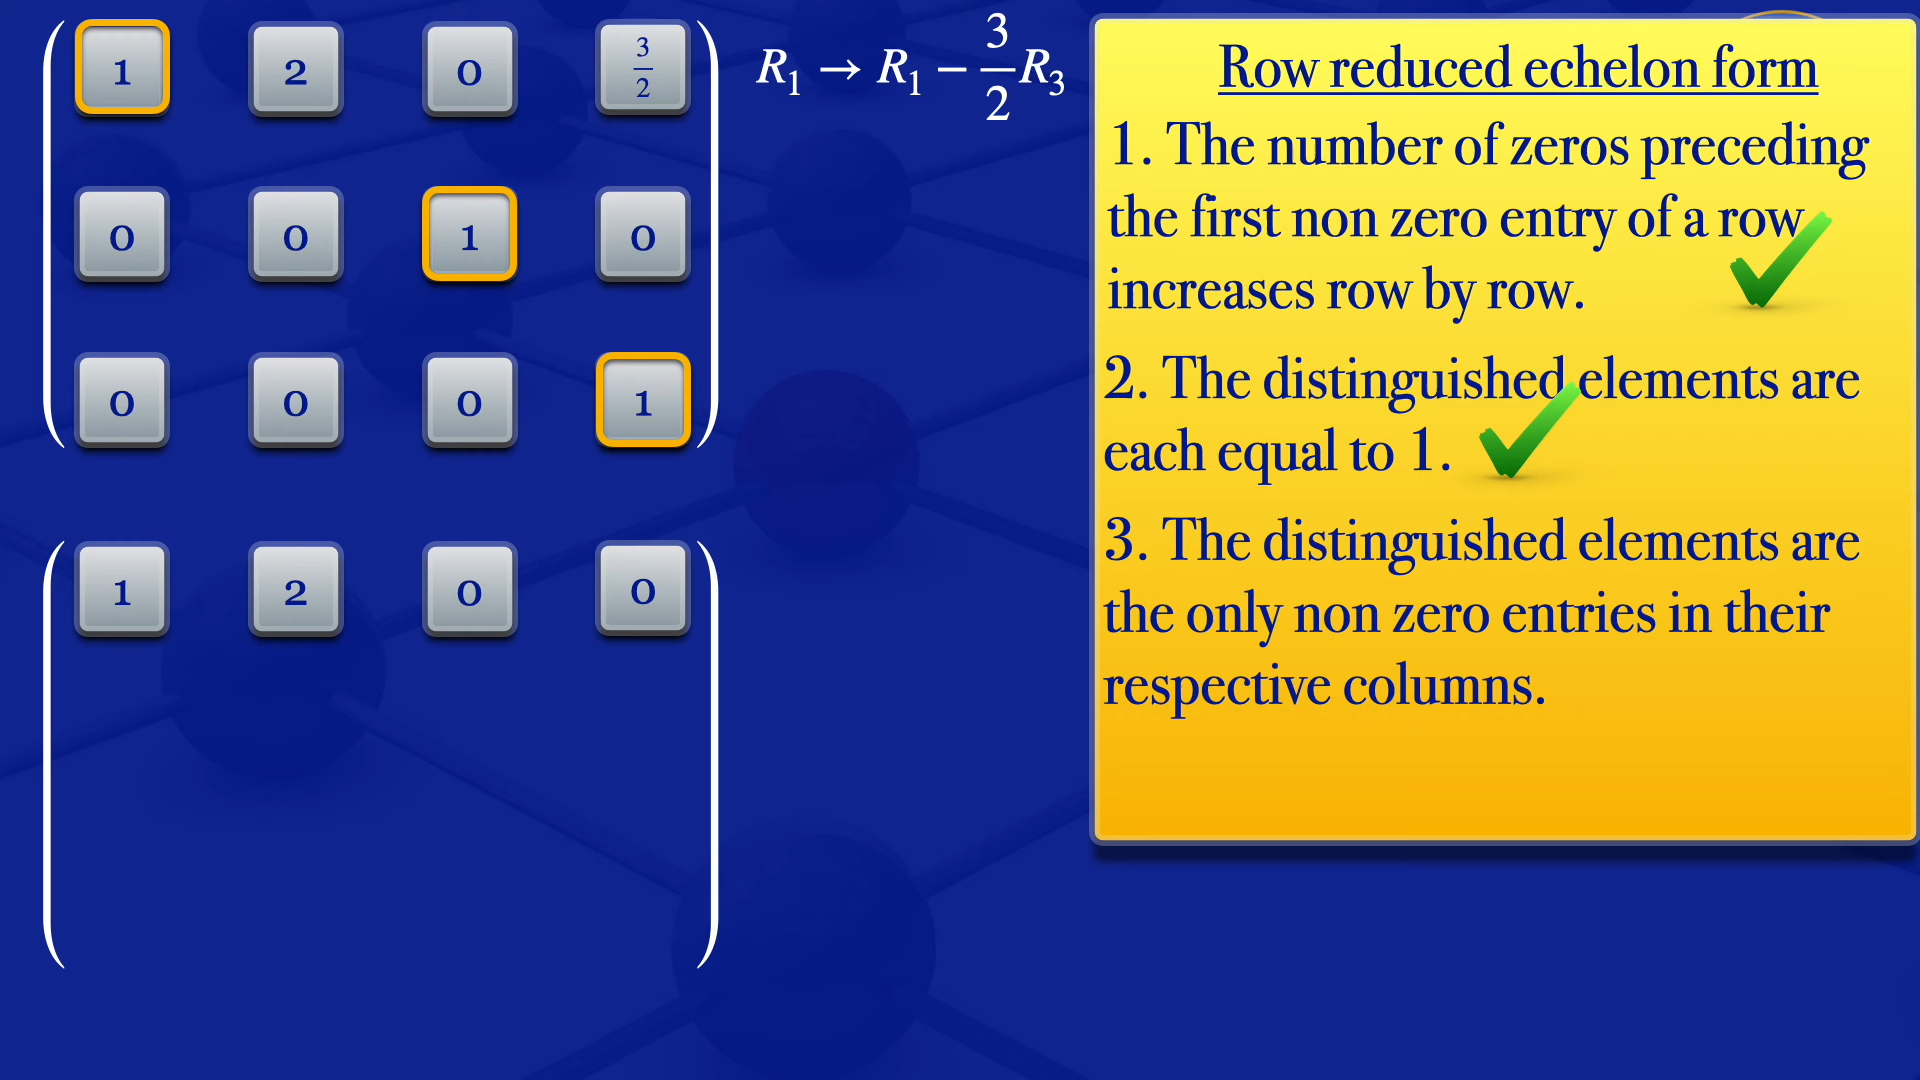 1 2 0 3/2
R₁ → R₁ − 3/2 R₃
0 0 1 0
0 0 0 1
1 2 0 0
Row reduced echelon form
1. The number of zeros preceding
the first non zero entry of a row
increases row by row.
2. The distinguished elements are
each equal to 1.
3. The distinguished elements are
the only non zero entries in their
respective columns.